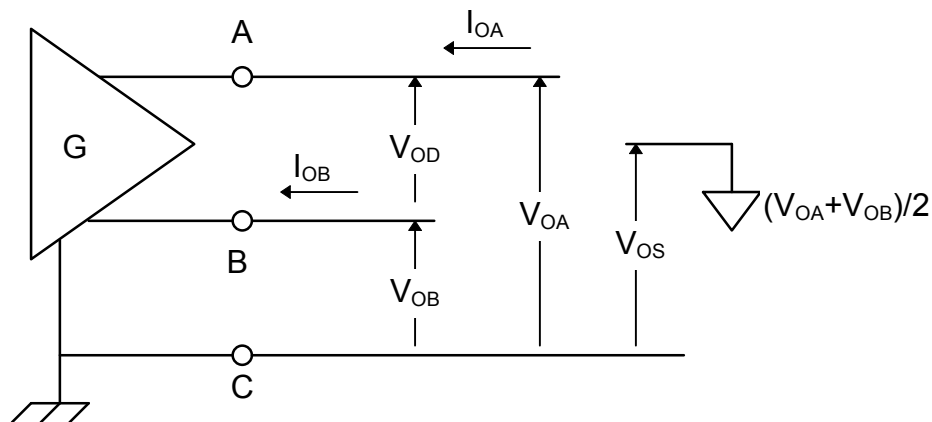 A
I_OA
G
V_OD
I_OB
V_OA
(V_OA+V_OB)/2
B
V_OS
V_OB
C